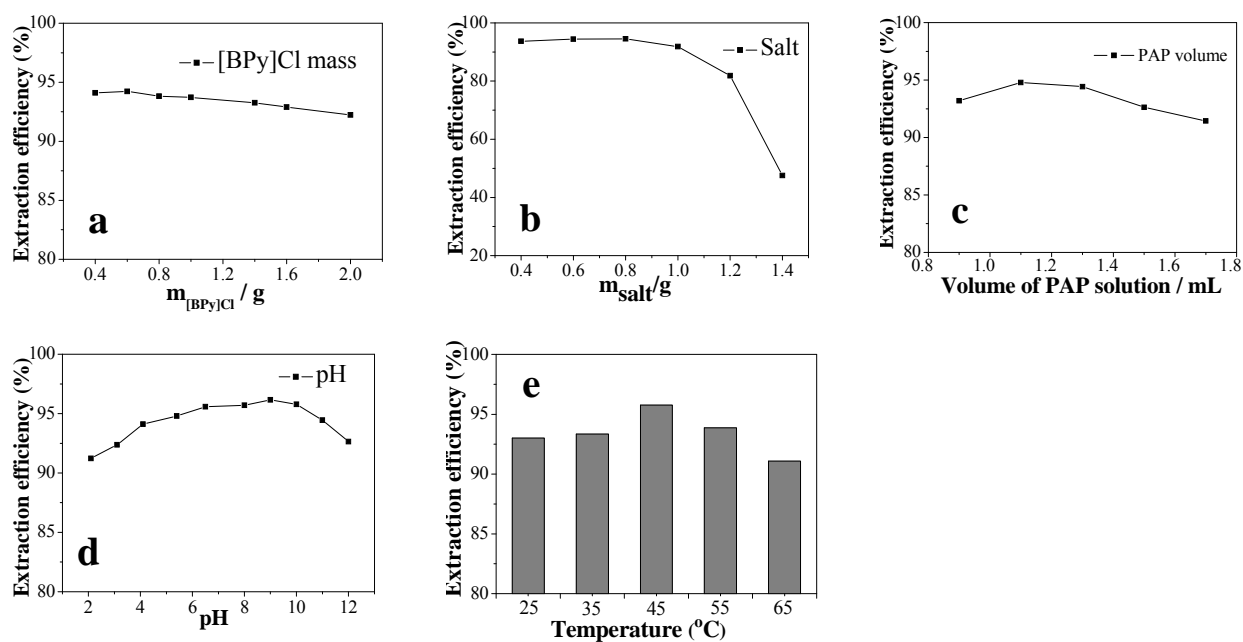 Extraction efficiency (%)
100
95
90
85
80
[BPy]Cl mass
a
0.4 0.8 1.2 1.6 2.0
m[BPy]Cl / g
Extraction efficiency (%)
100
80
60
40
20
Salt
b
0.4 0.6 0.8 1.0 1.2 1.4
msalt/g
Extraction efficiency (%)
100
95
90
85
80
PAP volume
c
0.8 1.0 1.2 1.4 1.6 1.8
Volume of PAP solution / mL
Extraction efficiency (%)
100
95
90
85
80
pH
d
2 4 6 8 10 12
pH
Extraction efficiency (%)
100
95
90
85
80
e
25 35 45 55 65
Temperature (°C)